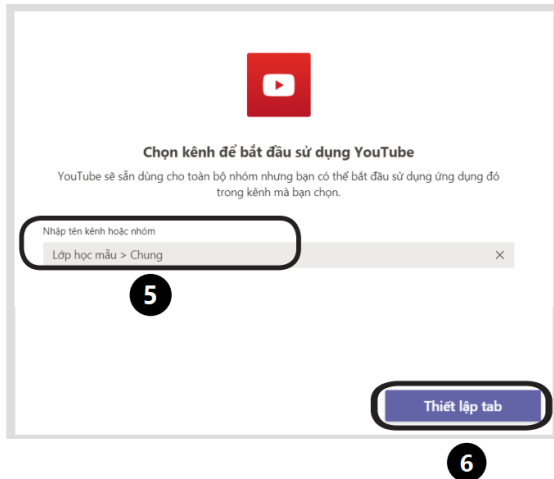 Chọn kênh để bắt đầu sử dụng YouTube
YouTube sẽ sẵn dùng cho toàn bộ nhóm nhưng bạn có thể bắt đầu sử dụng ứng dụng đó
trong kênh mà bạn chọn.
Nhập tên kênh hoặc nhóm
Lớp học mẫu > Chung
5
Thiết lập tab
6